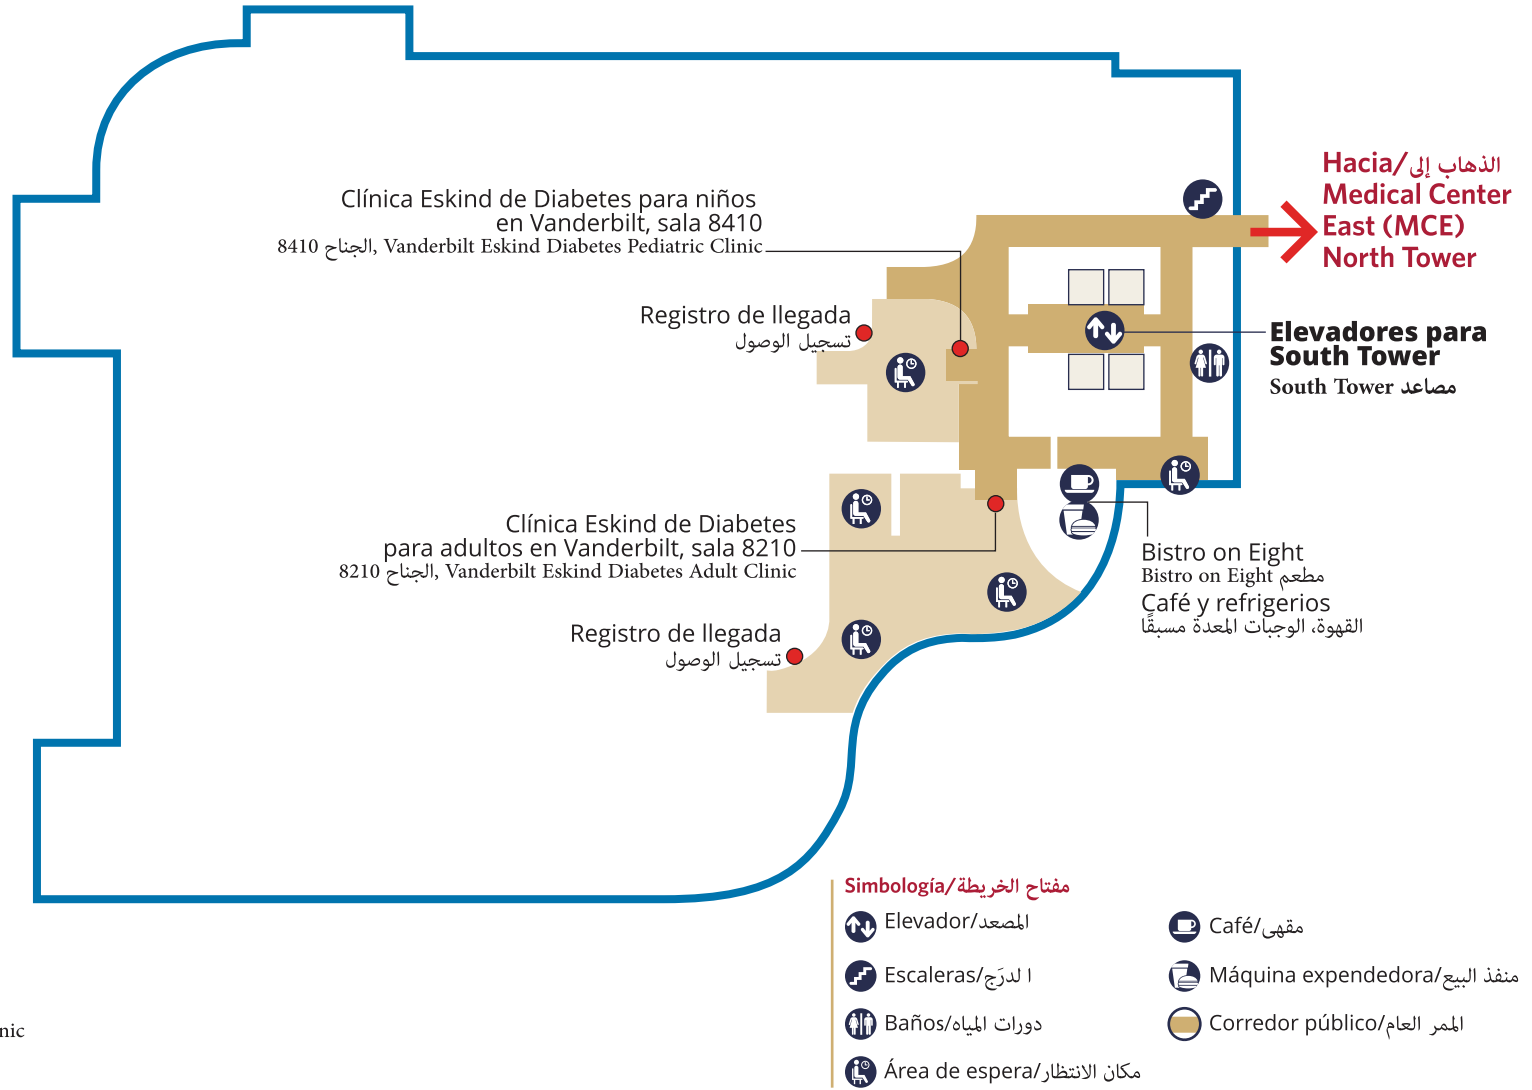 Clínica Eskind de Diabetes para niños
en Vanderbilt, sala 8410
الجناح 8410, Vanderbilt Eskind Diabetes Pediatric Clinic
Registro de llegada
تسجيل الوصول
Hacia/الذهاب إلى
Medical Center
East (MCE)
North Tower
Elevadores para
South Tower
مصاعد South Tower
Clínica Eskind de Diabetes
para adultos en Vanderbilt, sala 8210
الجناح 8210, Vanderbilt Eskind Diabetes Adult Clinic
Bistro on Eight
مطعم Bistro on Eight
Café y refrigerios
القهوة، الوجبات المعدة مسبقًا
Registro de llegada
تسجيل الوصول
Simbología/مفتاح الخريطة
Elevador/المصعد
Escaleras/ا لدرَج
Baños/دورات المياه
Área de espera/مكان الانتظار
Café/مقهى
Máquina expendedora/منفذ البيع
Corredor público/الممر العام
nic